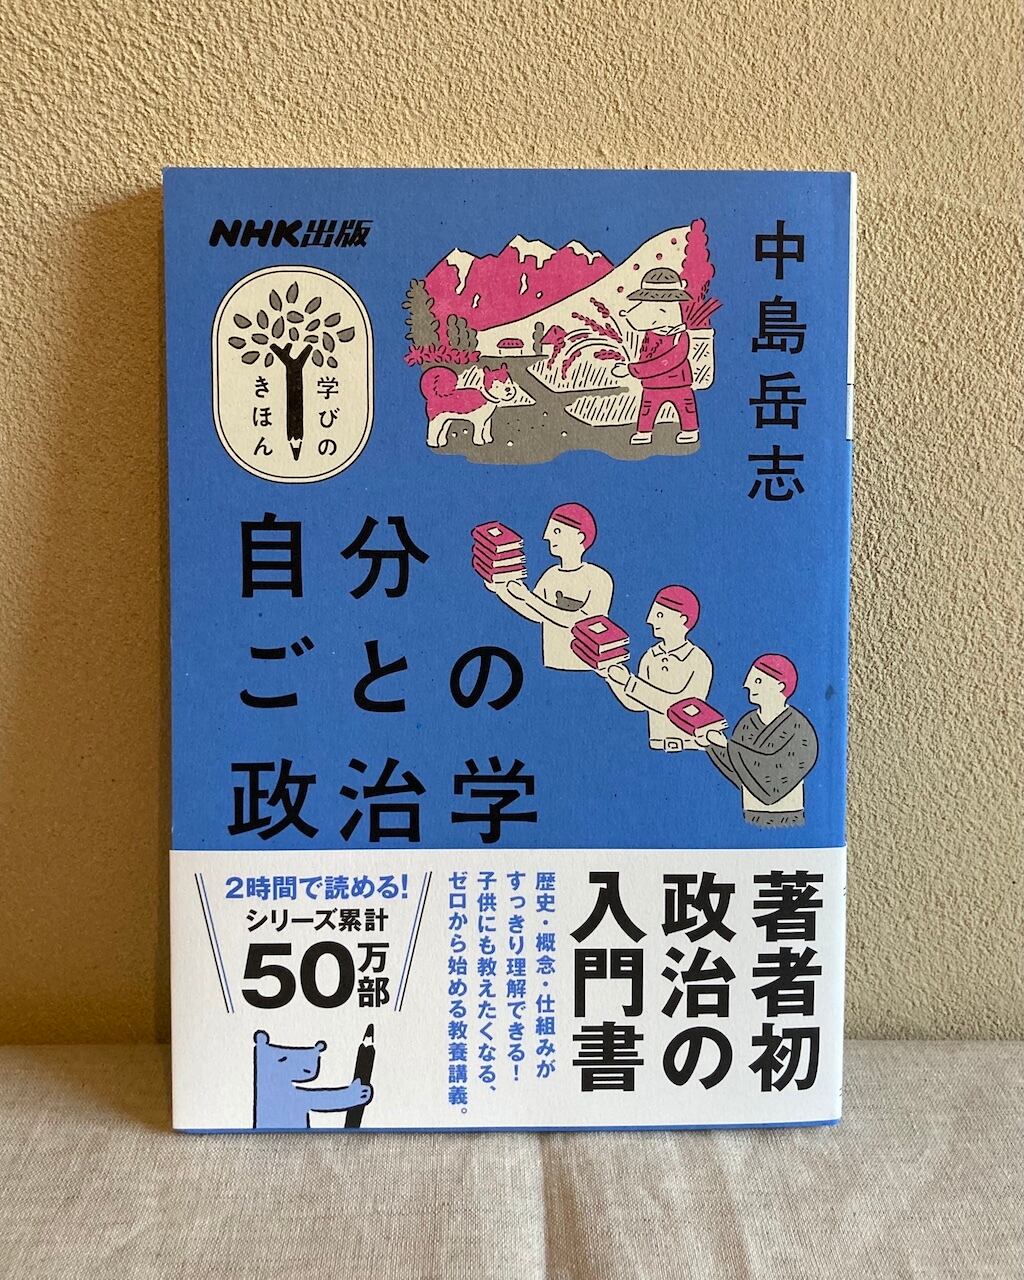 NHK出版
学びの
きほん
中島岳志
自分
ごとの
政治学
著者初
政治の
入門書
歴史・概念・仕組みが
すっきり理解できる！
子供にも教えたくなる、
ゼロから始める教養講義。
2時間で読める！
シリーズ累計
50万部